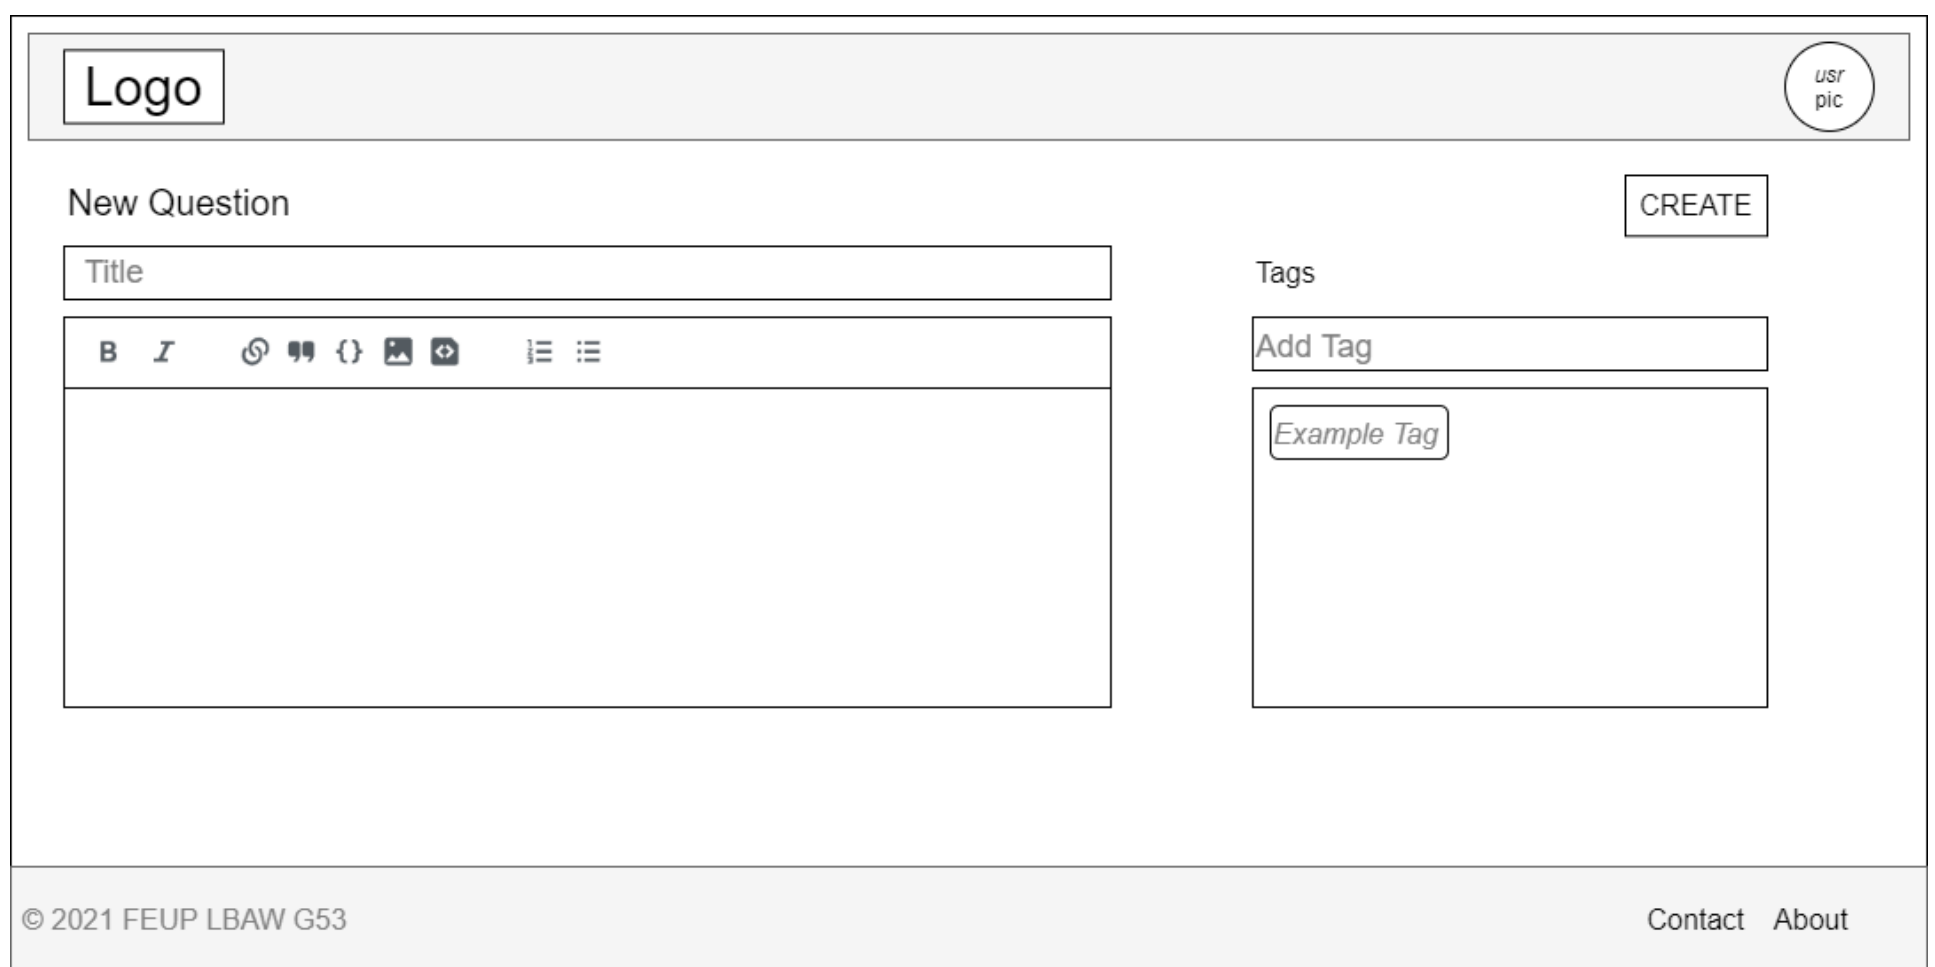 Logo
usr
pic
New Question
CREATE
Title
Tags
B I
Add Tag
Example Tag
© 2021 FEUP LBAW G53
Contact About